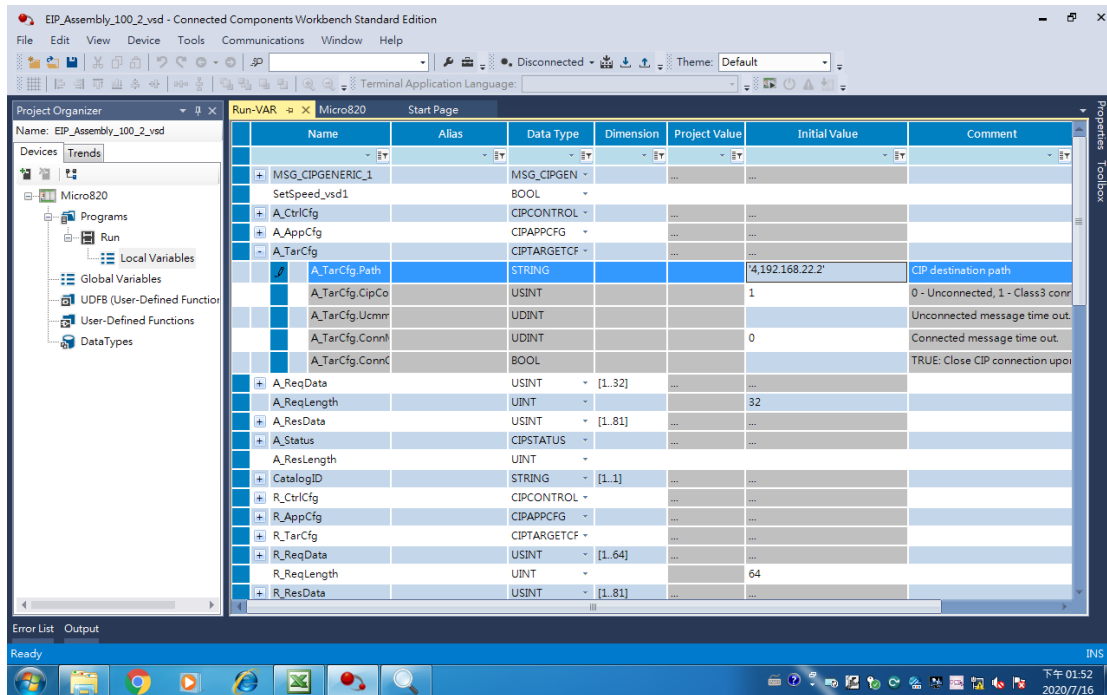 EIP_Assembly_100_2_vsd - Connected Components Workbench Standard Edition
File Edit View Device Tools Communications Window Help
Disconnected Theme: Default
Terminal Application Language:
Project Organizer
Name: EIP_Assembly_100_2_vsd
Devices Trends
Micro820
Programs
Run
Local Variables
Global Variables
UDFB (User-Defined Function
User-Defined Functions
DataTypes
Run-VAR Micro820 Start Page
Name Alias Data Type Dimension Project Value Initial Value Comment
MSG_CIPGENERIC_1 MSG_CIPGEN ... ...
SetSpeed_vsd1 BOOL
A_CtrlCfg CIPCONTROL ... ...
A_AppCfg CIPAPPCFG ... ...
A_TarCfg CIPTARGETCF ... ...
A_TarCfg.Path STRING '4,192.168.22.2' CIP destination path
A_TarCfg.CipCo USINT 1 0 - Unconnected, 1 - Class3 conr
A_TarCfg.Ucmm UDINT Unconnected message time out.
A_TarCfg.ConnM UDINT 0 Connected message time out.
A_TarCfg.ConnC BOOL TRUE: Close CIP connection upor
A_ReqData USINT [1..32] ... ...
A_ReqLength UINT 32
A_ResData USINT [1..81] ... ...
A_Status CIPSTATUS ... ...
A_ResLength UINT
CatalogID STRING [1..1] ... ...
R_CtrlCfg CIPCONTROL ... ...
R_AppCfg CIPAPPCFG ... ...
R_TarCfg CIPTARGETCF ... ...
R_ReqData USINT [1..64] ... ...
R_ReqLength UINT 64
R_ResData USINT [1..81] ... ...
Properties
Toolbox
Error List Output
Ready INS
下午 01:52
2020/7/16